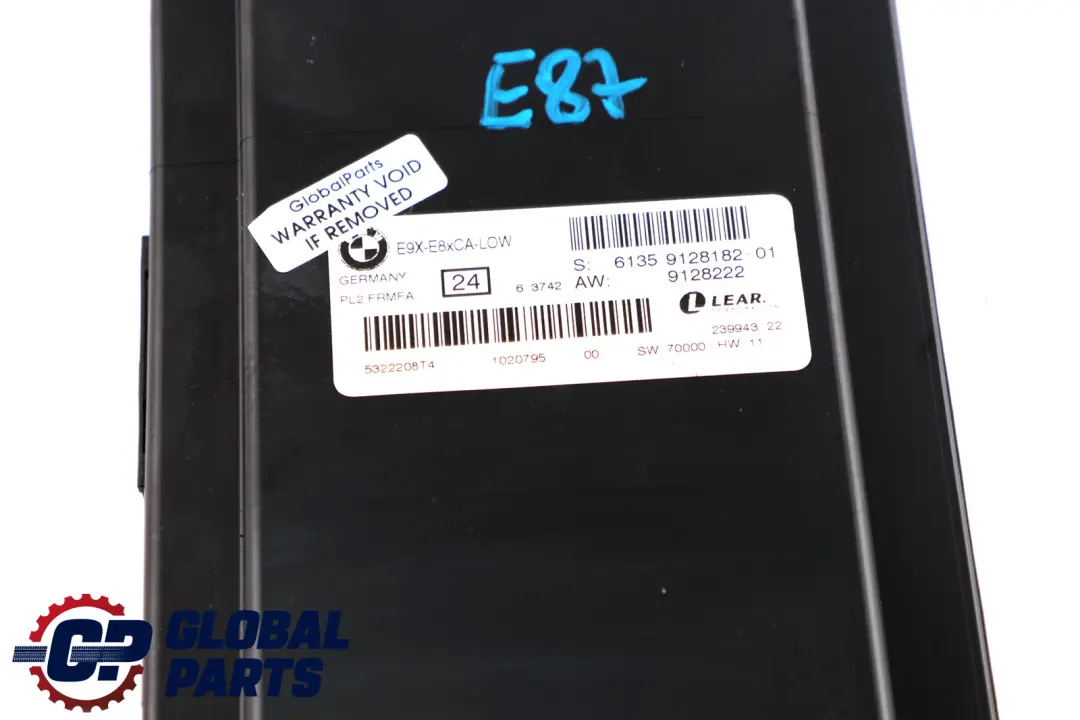 E87
GlobalParts
WARRANTY VOID
IF REMOVED
E9X-E8xCA-LOW
GERMANY
PL2 FRMFA
24
6 3742
S: 6135 9128182 01
AW: 9128222
LEAR.
239943 22
5322208T4 1020795 00 SW 70000 HW 11
GP GLOBAL
PARTS